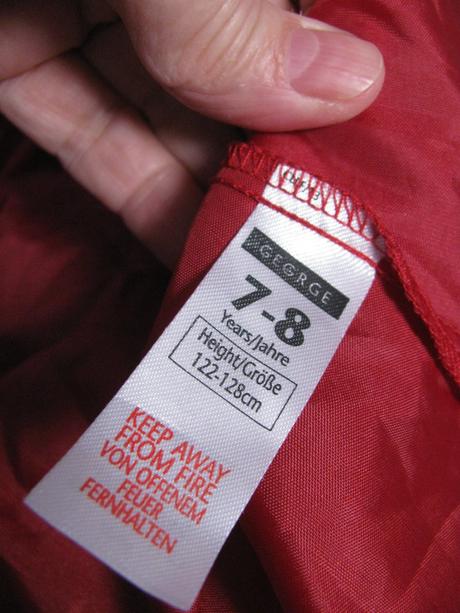 GEORGE
7-8
Years/Jahre
Height/Größe
122-128cm
KEEP AWAY
FROM FIRE
VON OFFENEM
FEUER
FERNHALTEN